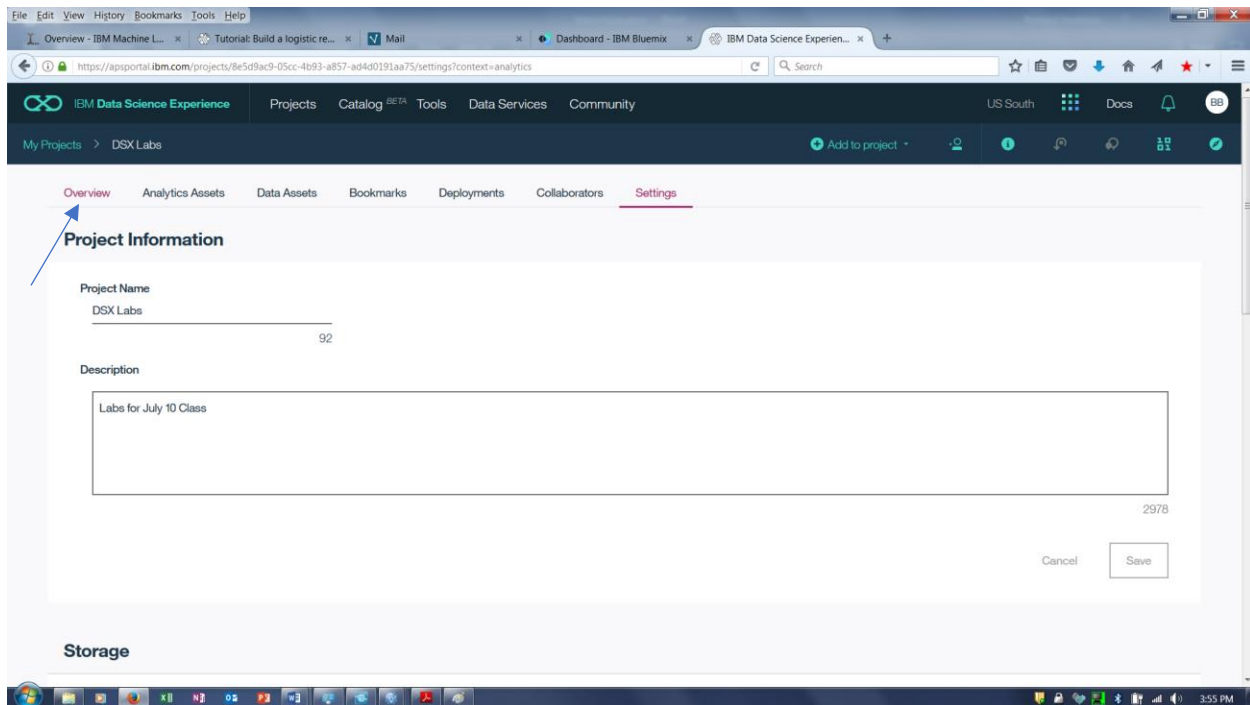 File Edit View History Bookmarks Tools Help
Overview - IBM Machine L... × Tutorial: Build a logistic re... × Mail × Dashboard - IBM Bluemix × IBM Data Science Experien... × +
https://apsportal.ibm.com/projects/8e5d9ac9-05cc-4b93-a857-ad4d0191aa75/settings?context=analytics Search
IBM Data Science Experience Projects Catalog BETA Tools Data Services Community US South Docs BB
My Projects > DSX Labs Add to project
Overview Analytics Assets Data Assets Bookmarks Deployments Collaborators Settings
Project Information
Project Name
DSX Labs
92
Description
Labs for July 10 Class
2978
Cancel Save
Storage
3:55 PM